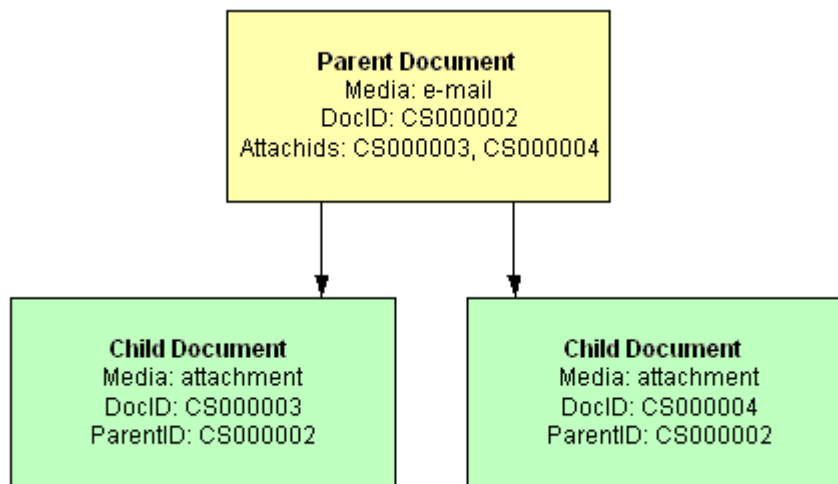 Parent Document
Media: e-mail
DocID: CS000002
Attachids: CS000003, CS000004
Child Document
Media: attachment
DocID: CS000003
ParentID: CS000002
Child Document
Media: attachment
DocID: CS000004
ParentID: CS000002